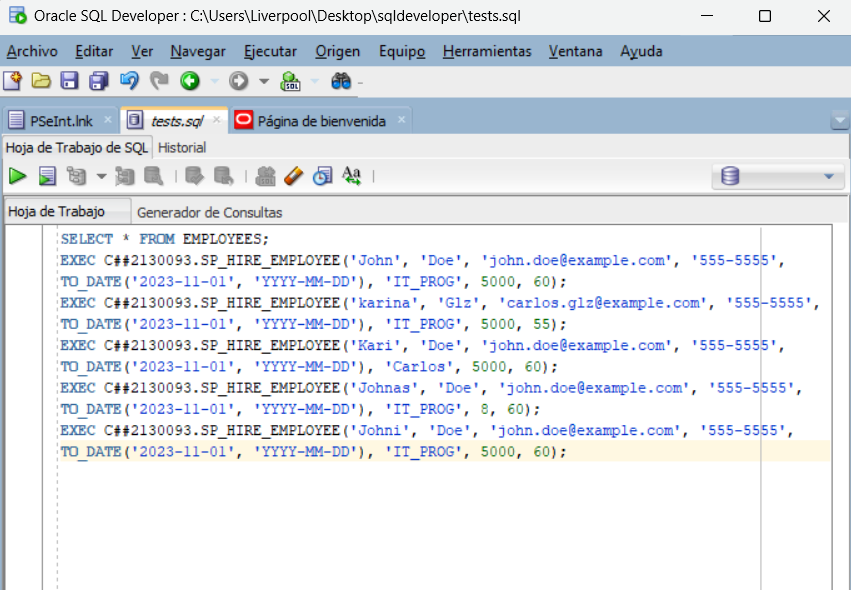 Oracle SQL Developer : C:\Users\Liverpool\Desktop\sqldeveloper\tests.sql
Archivo Editar Ver Navegar Ejecutar Origen Equipo Herramientas Ventana Ayuda
SQL
PSeInt.lnk tests.sql Página de bienvenida
Hoja de Trabajo de SQL Historial
Aa
Hoja de Trabajo Generador de Consultas
SELECT * FROM EMPLOYEES;
EXEC C##2130093.SP_HIRE_EMPLOYEE('John', 'Doe', 'john.doe@example.com', '555-5555',
TO_DATE('2023-11-01', 'YYYY-MM-DD'), 'IT_PROG', 5000, 60);
EXEC C##2130093.SP_HIRE_EMPLOYEE('karina', 'Glz', 'carlos.glz@example.com', '555-5555',
TO_DATE('2023-11-01', 'YYYY-MM-DD'), 'IT_PROG', 5000, 55);
EXEC C##2130093.SP_HIRE_EMPLOYEE('Kari', 'Doe', 'john.doe@example.com', '555-5555',
TO_DATE('2023-11-01', 'YYYY-MM-DD'), 'Carlos', 5000, 60);
EXEC C##2130093.SP_HIRE_EMPLOYEE('Johnas', 'Doe', 'john.doe@example.com', '555-5555',
TO_DATE('2023-11-01', 'YYYY-MM-DD'), 'IT_PROG', 8, 60);
EXEC C##2130093.SP_HIRE_EMPLOYEE('Johni', 'Doe', 'john.doe@example.com', '555-5555',
TO_DATE('2023-11-01', 'YYYY-MM-DD'), 'IT_PROG', 5000, 60);